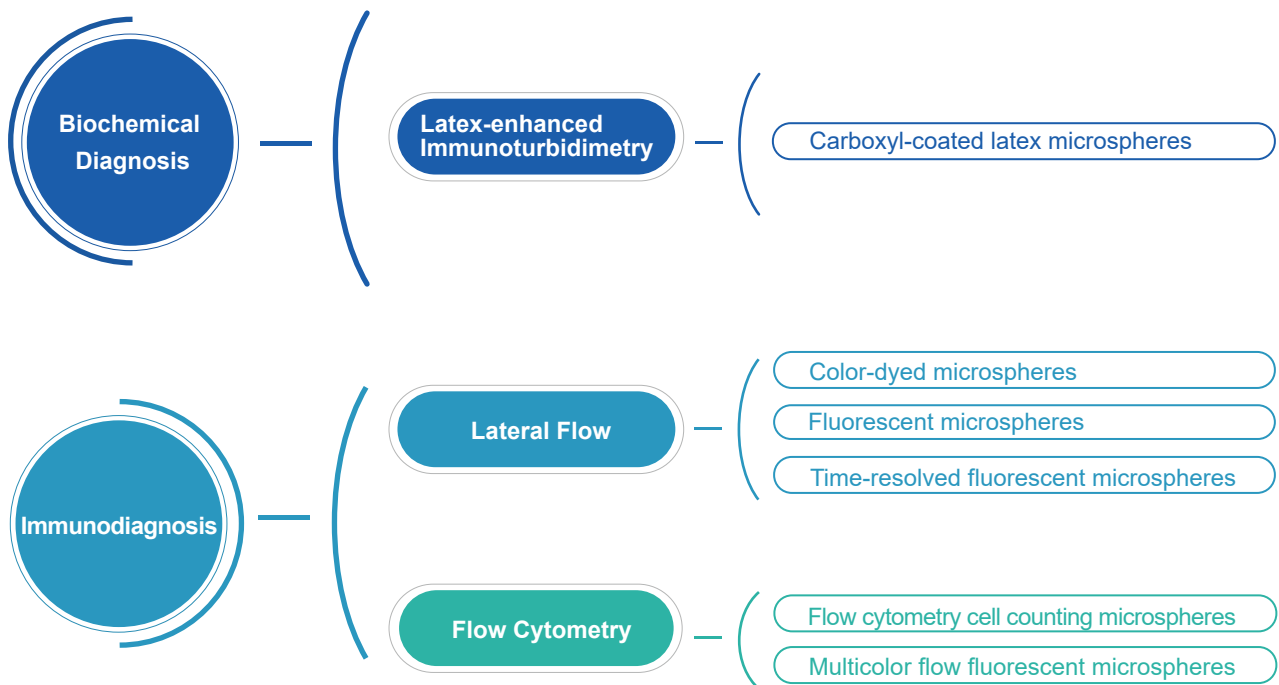 Biochemical
Diagnosis
Latex-enhanced
Immunoturbidimetry
Carboxyl-coated latex microspheres
Immunodiagnosis
Lateral Flow
Color-dyed microspheres
Fluorescent microspheres
Time-resolved fluorescent microspheres
Flow Cytometry
Flow cytometry cell counting microspheres
Multicolor flow fluorescent microspheres